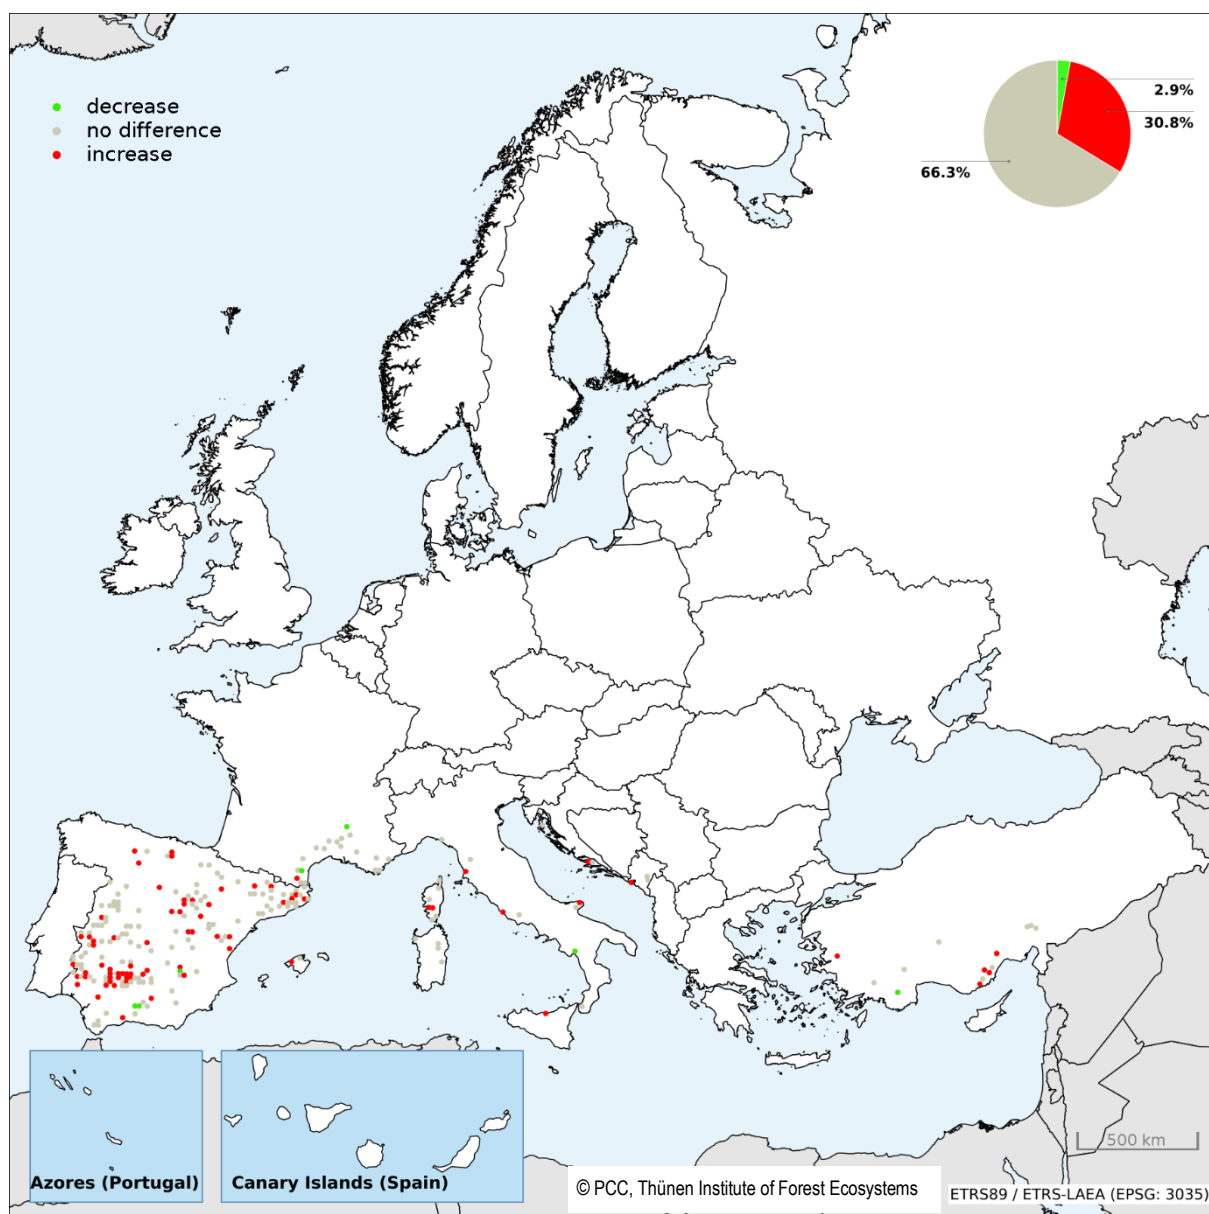 decrease
no difference
increase
2.9%
30.8%
66.3%
500 km
Azores (Portugal)
Canary Islands (Spain)
© PCC, Thünen Institute of Forest Ecosystems
ETRS89 / ETRS-LAEA (EPSG: 3035)